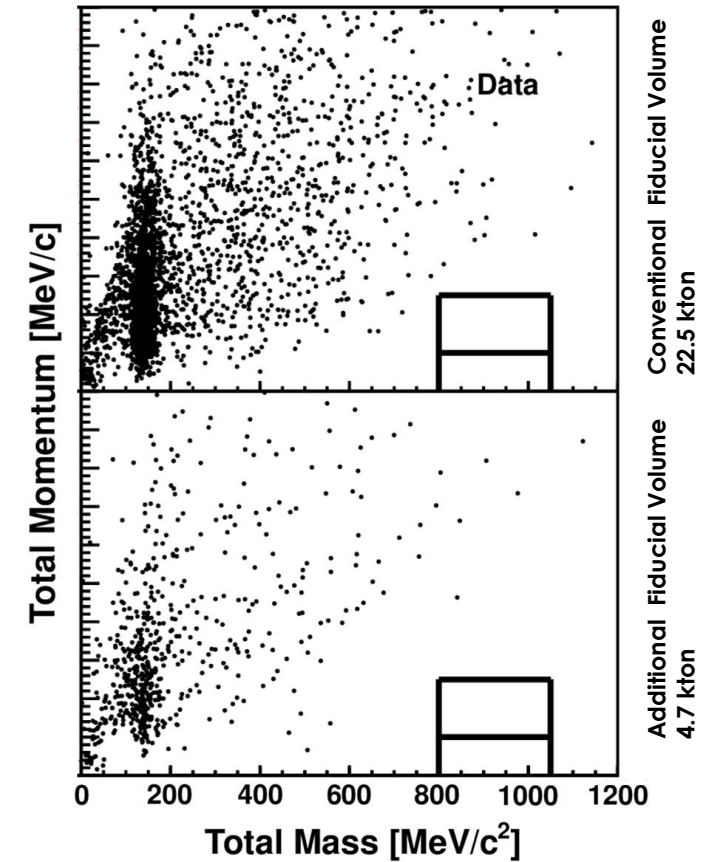 Data
Conventional Fiducial Volume
22.5 kton
Total Momentum [MeV/c]
Additional Fiducial Volume
4.7 kton
0 200 400 600 800 1000 1200
Total Mass [MeV/c²]